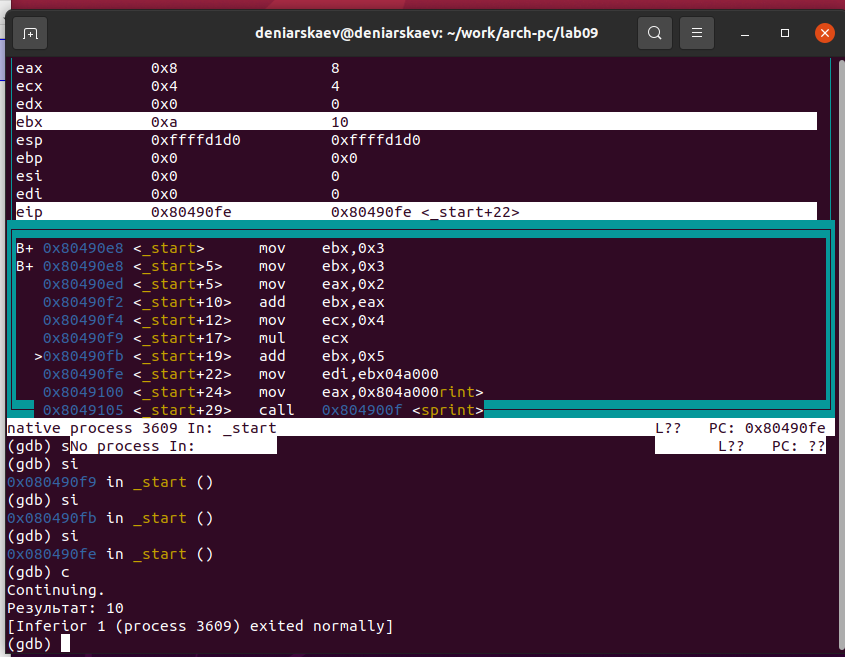 deniarskaev@deniarskaev: ~/work/arch-pc/lab09
eax 0x8 8
ecx 0x4 4
edx 0x0 0
ebx 0xa 10
esp 0xffffd1d0 0xffffd1d0
ebp 0x0 0x0
esi 0x0 0
edi 0x0 0
eip 0x80490fe 0x80490fe <_start+22>
B+ 0x80490e8 <_start> mov ebx,0x3
B+ 0x80490e8 <_start>5> mov ebx,0x3
0x80490ed <_start+5> mov eax,0x2
0x80490f2 <_start+10> add ebx,eax
0x80490f4 <_start+12> mov ecx,0x4
0x80490f9 <_start+17> mul ecx
>0x80490fb <_start+19> add ebx,0x5
0x80490fe <_start+22> mov edi,ebx04a000
0x8049100 <_start+24> mov eax,0x804a000rint>
0x8049105 <_start+29> call 0x804900f <sprint>
native process 3609 In: _start L?? PC: 0x80490fe
(gdb) sNo process In: L?? PC: ??
(gdb) si
0x080490f9 in _start ()
(gdb) si
0x080490fb in _start ()
(gdb) si
0x080490fe in _start ()
(gdb) c
Continuing.
Результат: 10
[Inferior 1 (process 3609) exited normally]
(gdb)